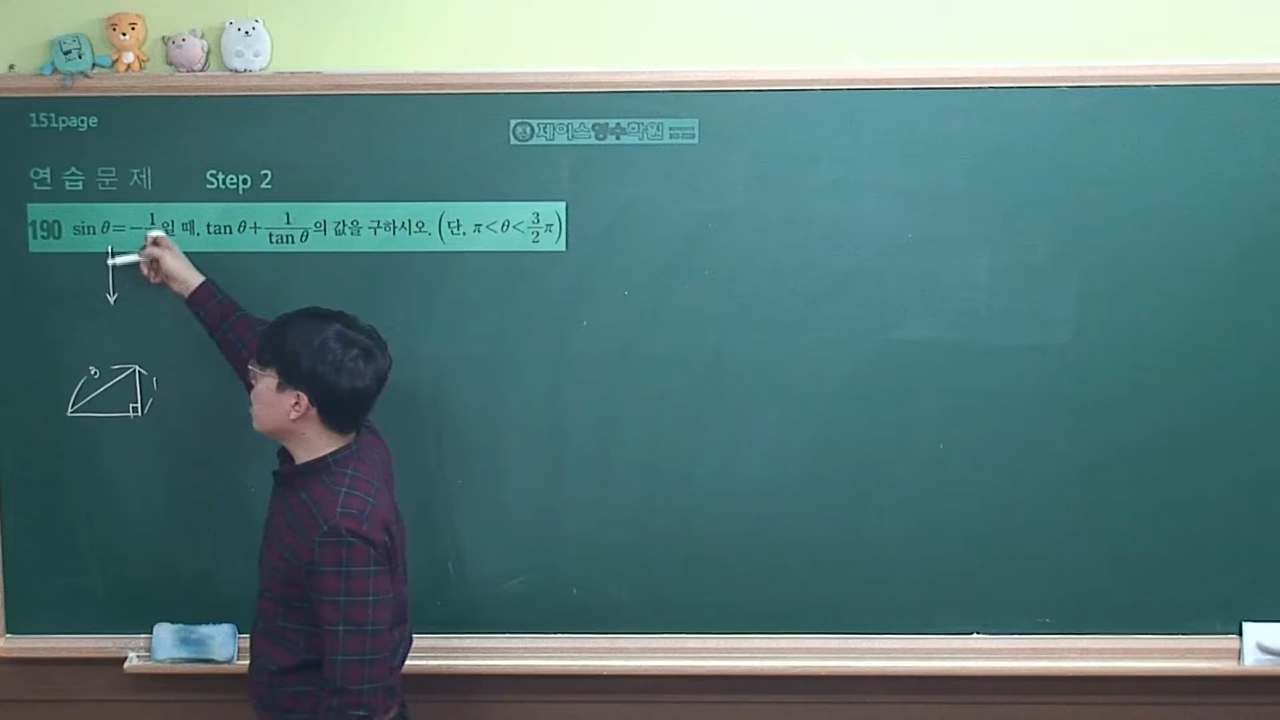 151page
제이스영수학원
연 습 문 제 Step 2
190 sin θ=−1일 때, tan θ+1/tan θ의 값을 구하시오. (단, π<θ<3/2π)
3
1